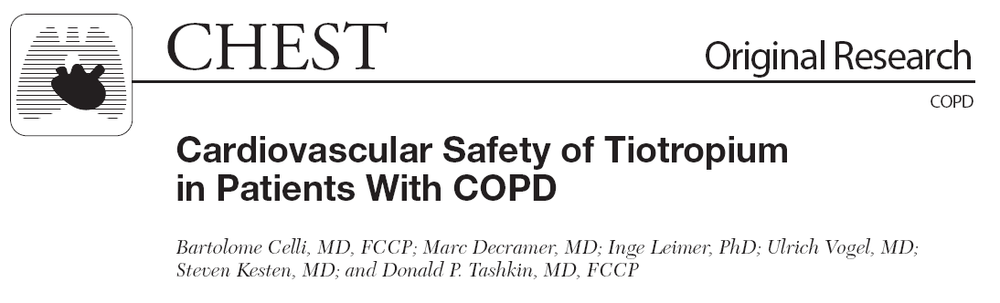 CHEST
Original Research
COPD
Cardiovascular Safety of Tiotropium
in Patients With COPD
Bartolome Celli, MD, FCCP; Marc Decramer, MD; Inge Leimer, PhD; Ulrich Vogel, MD;
Steven Kesten, MD; and Donald P. Tashkin, MD, FCCP